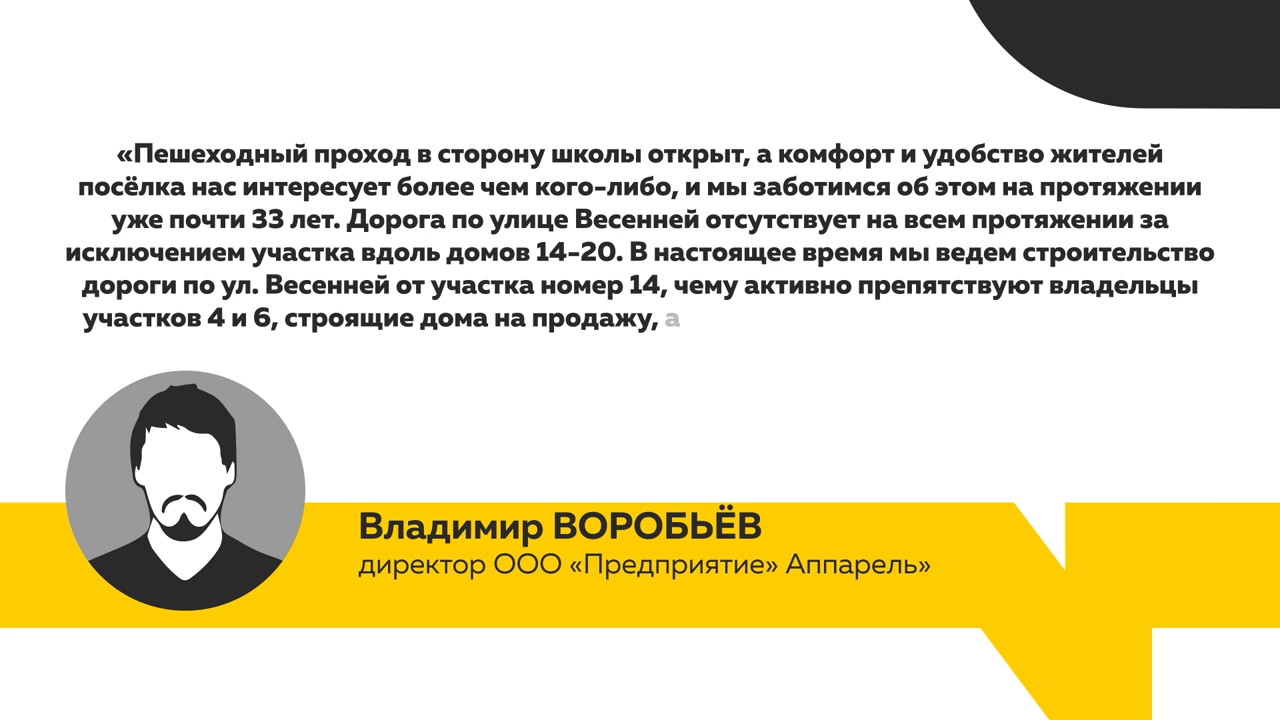 «Пешеходный проход в сторону школы открыт, а комфорт и удобство жителей
посёлка нас интересует более чем кого-либо, и мы заботимся об этом на протяжении
уже почти 33 лет. Дорога по улице Весенней отсутствует на всем протяжении за
исключением участка вдоль домов 14-20. В настоящее время мы ведем строительство
дороги по ул. Весенней от участка номер 14, чему активно препятствуют владельцы
участков 4 и 6, строящие дома на продажу, а
Владимир ВОРОБЬЁВ
директор ООО «Предприятие» Аппарель»